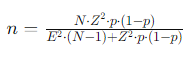 n = N·Z²·p·(1−p) / E²·(N−1)+Z²·p·(1−p)